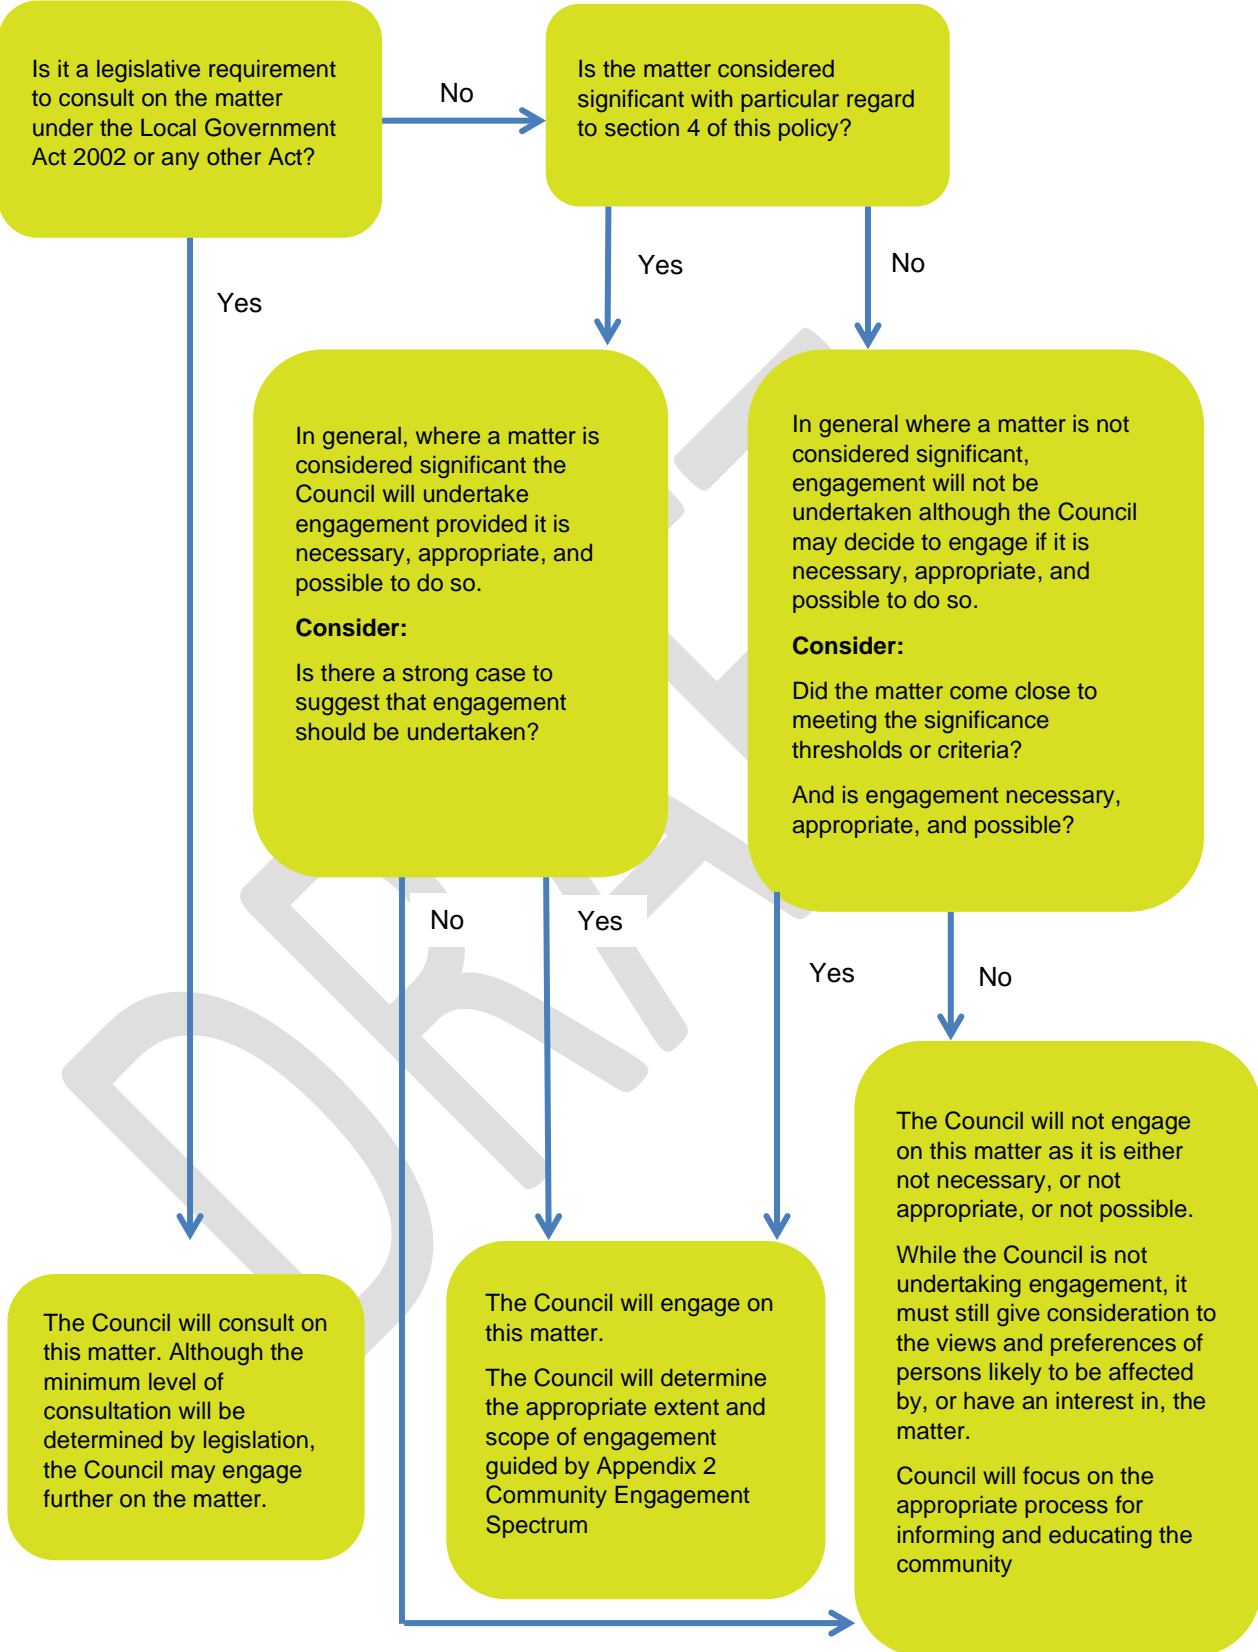 Is it a legislative requirement
to consult on the matter
under the Local Government
Act 2002 or any other Act?
No
Is the matter considered
significant with particular regard
to section 4 of this policy?
Yes
Yes
No
In general, where a matter is
considered significant the
Council will undertake
engagement provided it is
necessary, appropriate, and
possible to do so.
Consider:
Is there a strong case to
suggest that engagement
should be undertaken?
In general where a matter is not
considered significant,
engagement will not be
undertaken although the Council
may decide to engage if it is
necessary, appropriate, and
possible to do so.
Consider:
Did the matter come close to
meeting the significance
thresholds or criteria?
And is engagement necessary,
appropriate, and possible?
No
Yes
Yes
No
The Council will consult on
this matter. Although the
minimum level of
consultation will be
determined by legislation,
the Council may engage
further on the matter.
The Council will engage on
this matter.
The Council will determine
the appropriate extent and
scope of engagement
guided by Appendix 2
Community Engagement
Spectrum
The Council will not engage
on this matter as it is either
not necessary, or not
appropriate, or not possible.
While the Council is not
undertaking engagement, it
must still give consideration to
the views and preferences of
persons likely to be affected
by, or have an interest in, the
matter.
Council will focus on the
appropriate process for
informing and educating the
community
DRAFT